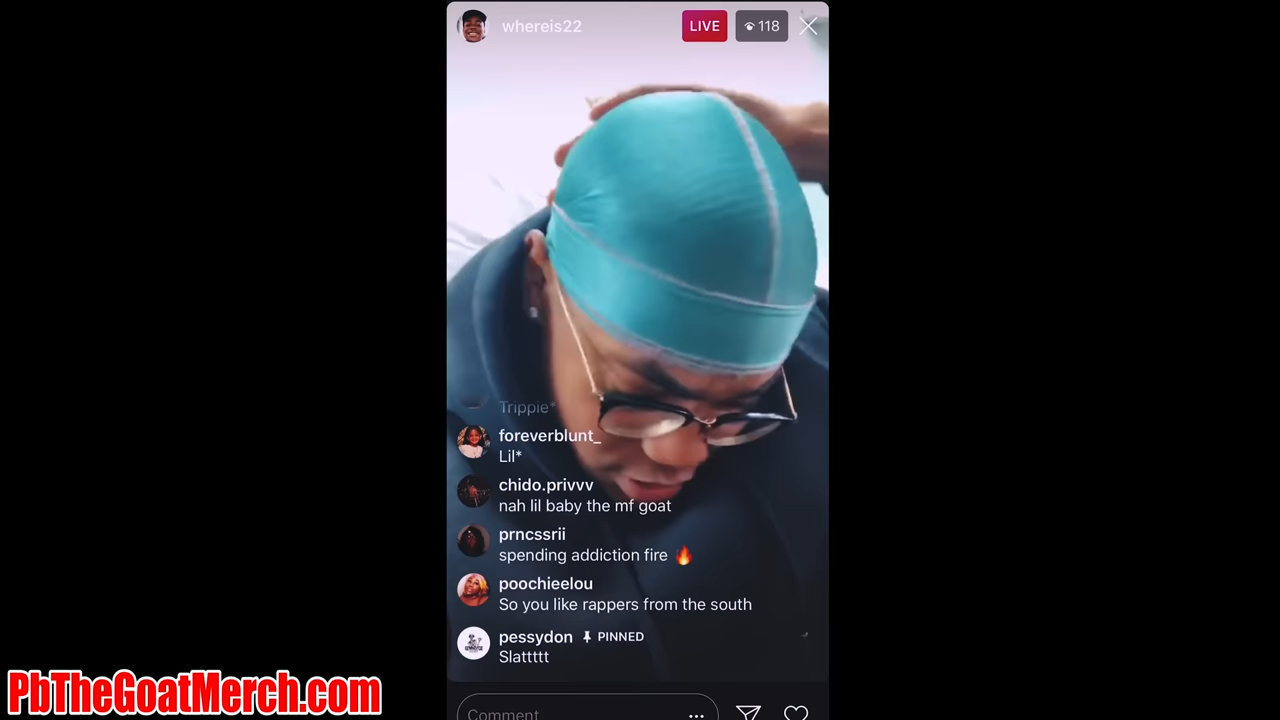 whereis22
LIVE
118
Trippie*
foreverblunt_
Lil*
chido.privvv
nah lil baby the mf goat
prncssrii
spending addiction fire 🔥
poochieelou
So you like rappers from the south
pessydon PINNED
Slattttt
Comment
PbTheGoatMerch.com